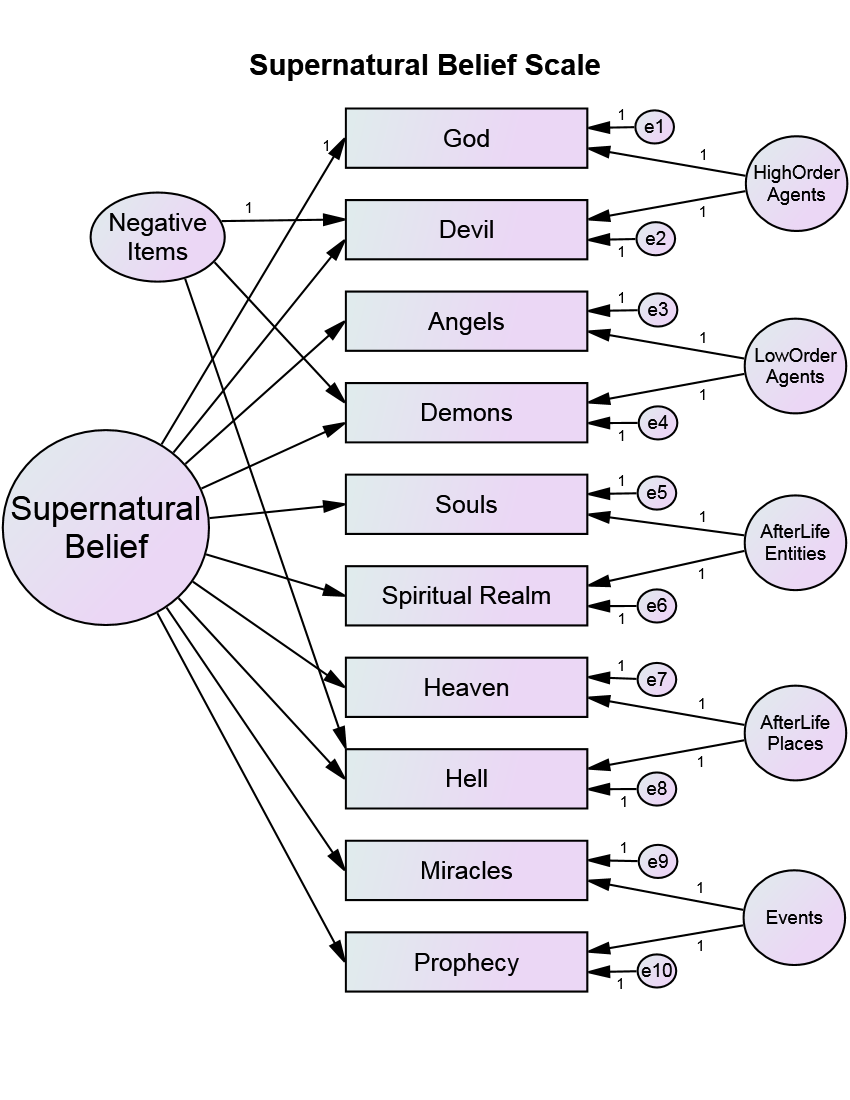 Supernatural Belief Scale
1
God
1
e1
1
HighOrder
Agents
Negative
Items
1
Devil
1
e2
1
Angels
1
e3
1
LowOrder
Agents
Demons
1
e4
1
Supernatural
Belief
Souls
1
e5
1
AfterLife
Entities
Spiritual Realm
1
e6
1
Heaven
1
e7
1
AfterLife
Places
Hell
1
e8
1
Miracles
1
e9
1
Events
Prophecy
1
e10
1